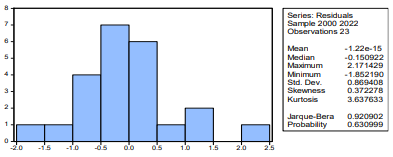 8
7
6
5
4
3
2
1
0
-2.0 -1.5 -1.0 -0.5 0.0 0.5 1.0 1.5 2.0 2.5
Series: Residuals
Sample 2000 2022
Observations 23
Mean -1.22e-15
Median -0.150922
Maximum 2.171429
Minimum -1.852190
Std. Dev. 0.869408
Skewness 0.372278
Kurtosis 3.637633
Jarque-Bera 0.920902
Probability 0.630999